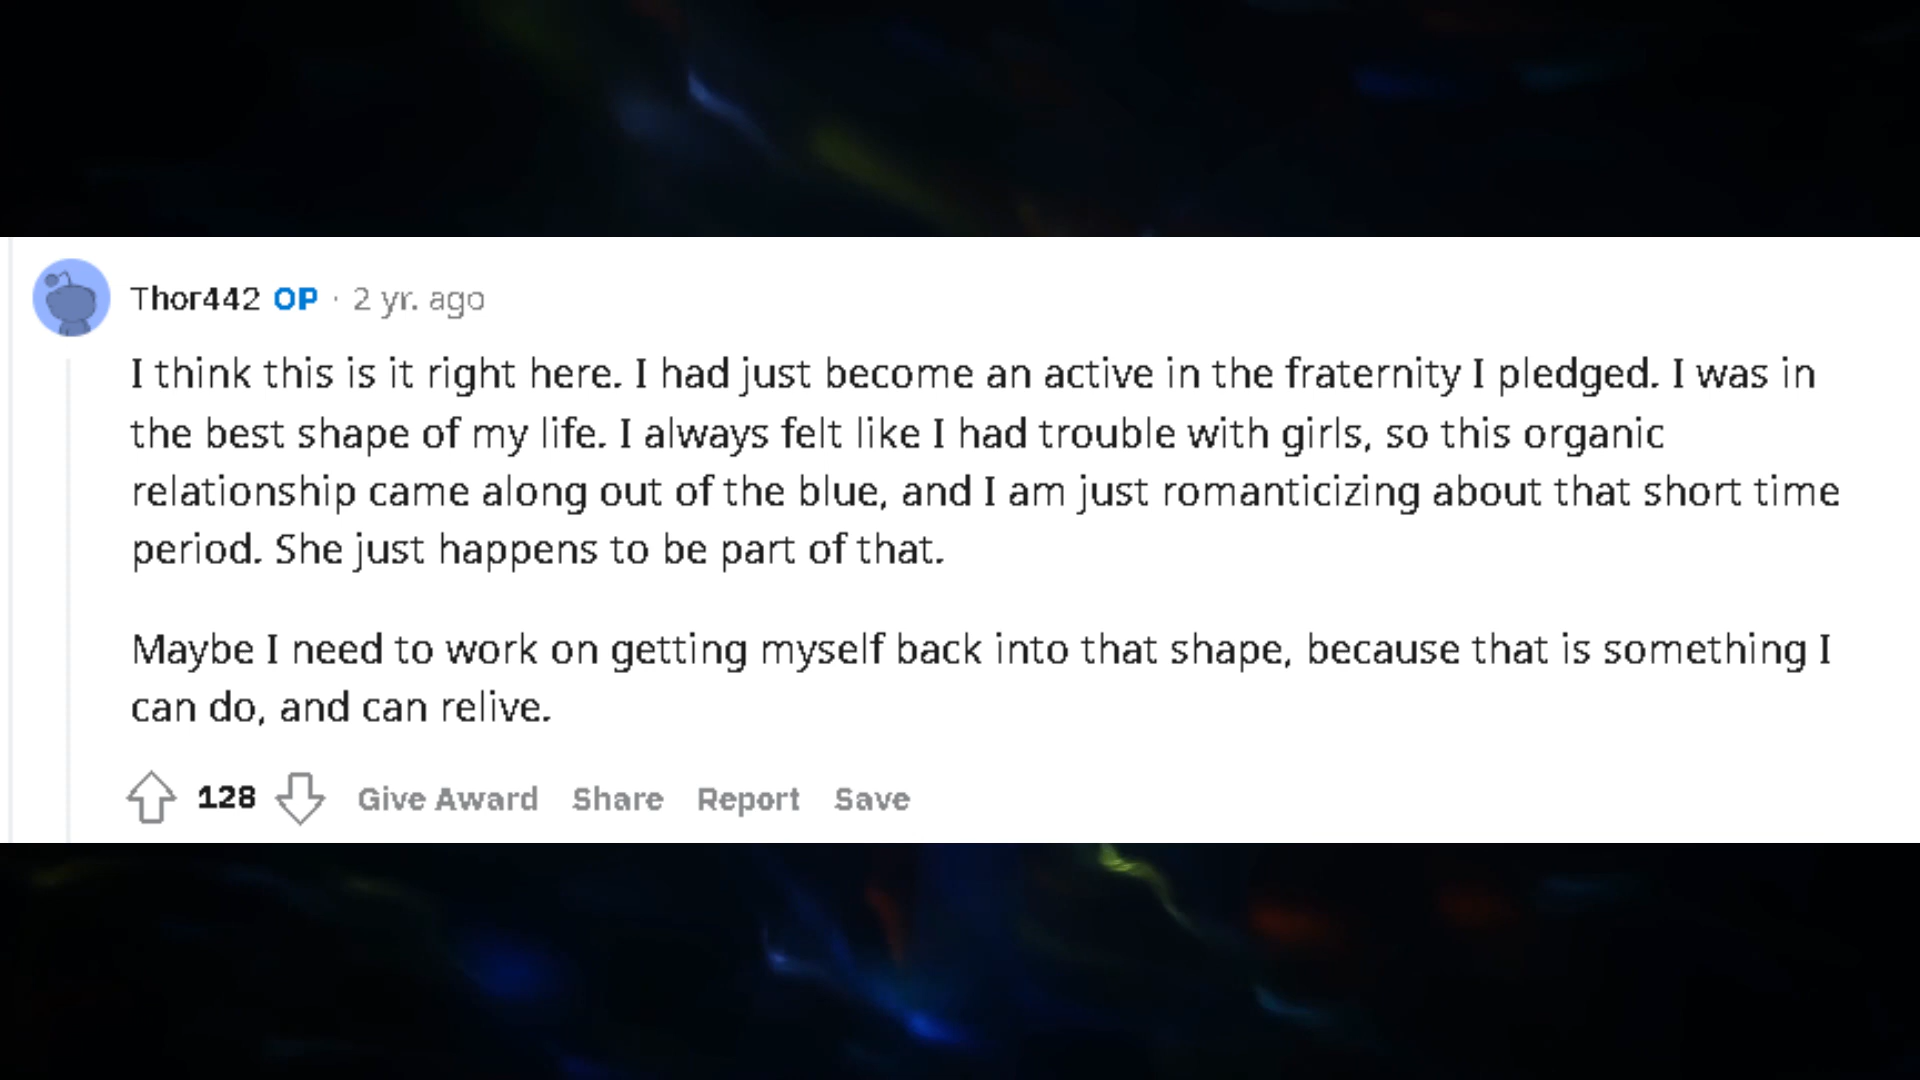 Thor442 OP · 2 yr. ago
I think this is it right here. I had just become an active in the fraternity I pledged. I was in
the best shape of my life. I always felt like I had trouble with girls, so this organic
relationship came along out of the blue, and I am just romanticizing about that short time
period. She just happens to be part of that.
Maybe I need to work on getting myself back into that shape, because that is something I
can do, and can relive.
128 Give Award Share Report Save